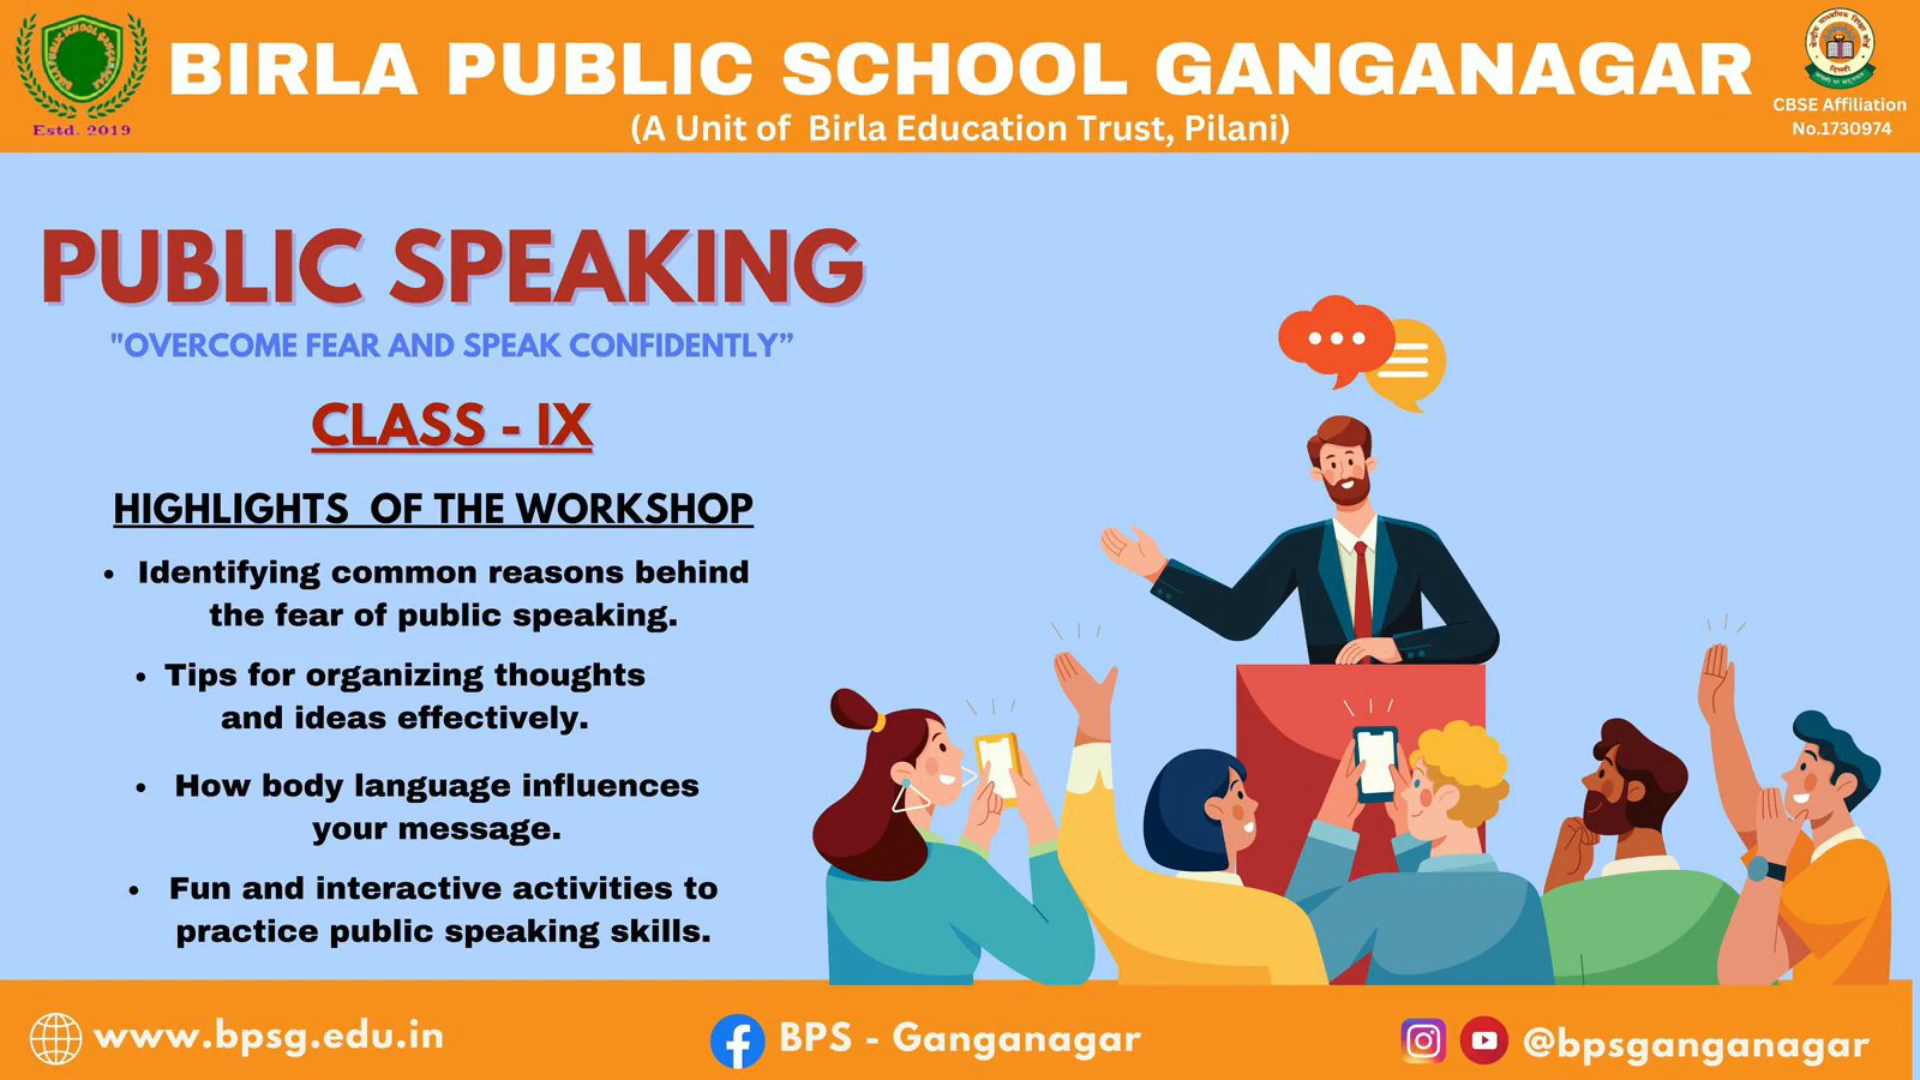 BIRLA PUBLIC SCHOOL GANGANAGAR
(A Unit of Birla Education Trust, Pilani)
Estd. 2019
CBSE Affiliation
No.1730974
PUBLIC SPEAKING
"OVERCOME FEAR AND SPEAK CONFIDENTLY”
CLASS - IX
HIGHLIGHTS OF THE WORKSHOP
• Identifying common reasons behind
the fear of public speaking.
• Tips for organizing thoughts
and ideas effectively.
• How body language influences
your message.
• Fun and interactive activities to
practice public speaking skills.
www.bpsg.edu.in
BPS - Ganganagar
@bpsganganagar